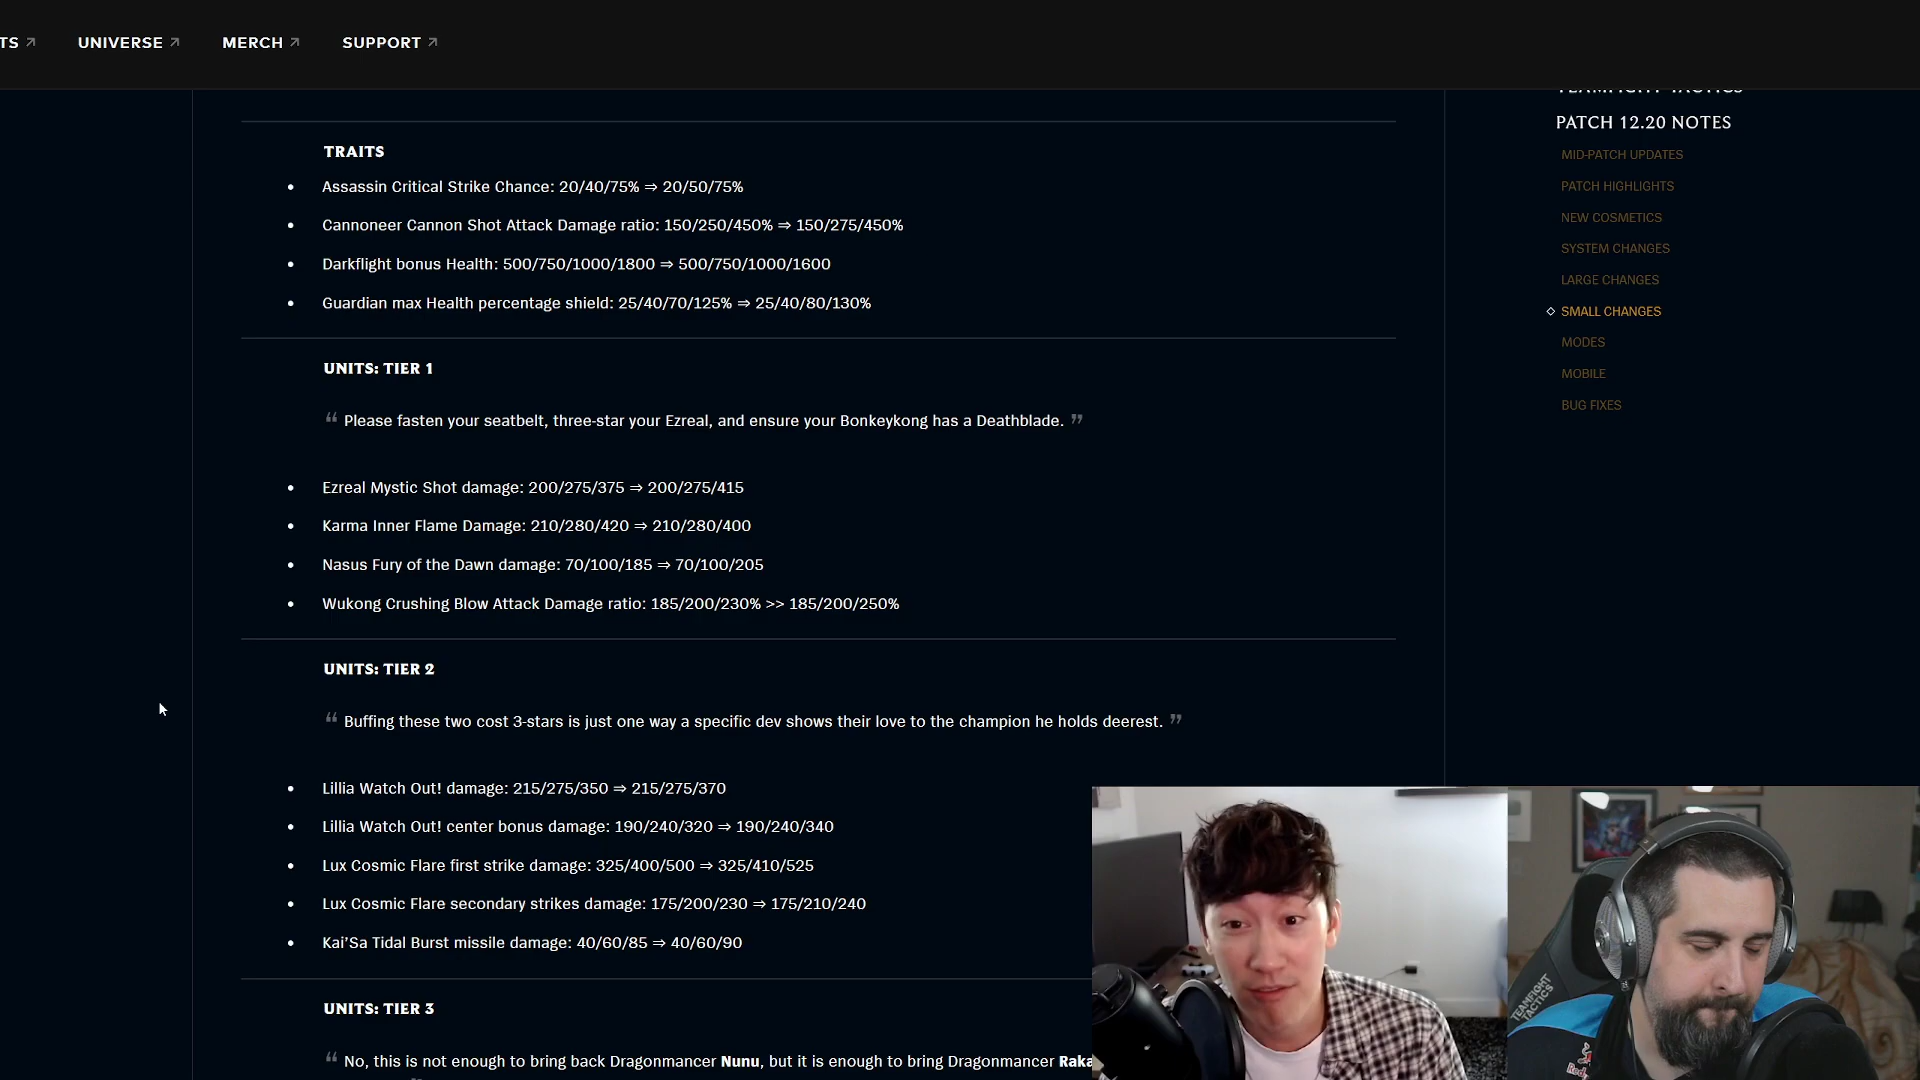 TS
UNIVERSE
MERCH
SUPPORT
TEAMFIGHT TACTICS
PATCH 12.20 NOTES
MID-PATCH UPDATES
PATCH HIGHLIGHTS
NEW COSMETICS
SYSTEM CHANGES
LARGE CHANGES
SMALL CHANGES
MODES
MOBILE
BUG FIXES
TRAITS
• Assassin Critical Strike Chance: 20/40/75% ⇒ 20/50/75%
• Cannoneer Cannon Shot Attack Damage ratio: 150/250/450% ⇒ 150/275/450%
• Darkflight bonus Health: 500/750/1000/1800 ⇒ 500/750/1000/1600
• Guardian max Health percentage shield: 25/40/70/125% ⇒ 25/40/80/130%
UNITS: TIER 1
“ Please fasten your seatbelt, three-star your Ezreal, and ensure your Bonkeykong has a Deathblade. ”
• Ezreal Mystic Shot damage: 200/275/375 ⇒ 200/275/415
• Karma Inner Flame Damage: 210/280/420 ⇒ 210/280/400
• Nasus Fury of the Dawn damage: 70/100/185 ⇒ 70/100/205
• Wukong Crushing Blow Attack Damage ratio: 185/200/230% >> 185/200/250%
UNITS: TIER 2
“ Buffing these two cost 3-stars is just one way a specific dev shows their love to the champion he holds deerest. ”
• Lillia Watch Out! damage: 215/275/350 ⇒ 215/275/370
• Lillia Watch Out! center bonus damage: 190/240/320 ⇒ 190/240/340
• Lux Cosmic Flare first strike damage: 325/400/500 ⇒ 325/410/525
• Lux Cosmic Flare secondary strikes damage: 175/200/230 ⇒ 175/210/240
• Kai’Sa Tidal Burst missile damage: 40/60/85 ⇒ 40/60/90
UNITS: TIER 3
“ No, this is not enough to bring back Dragonmancer Nunu, but it is enough to bring Dragonmancer Raka
TEAMFIGHT
TACTICS
Red